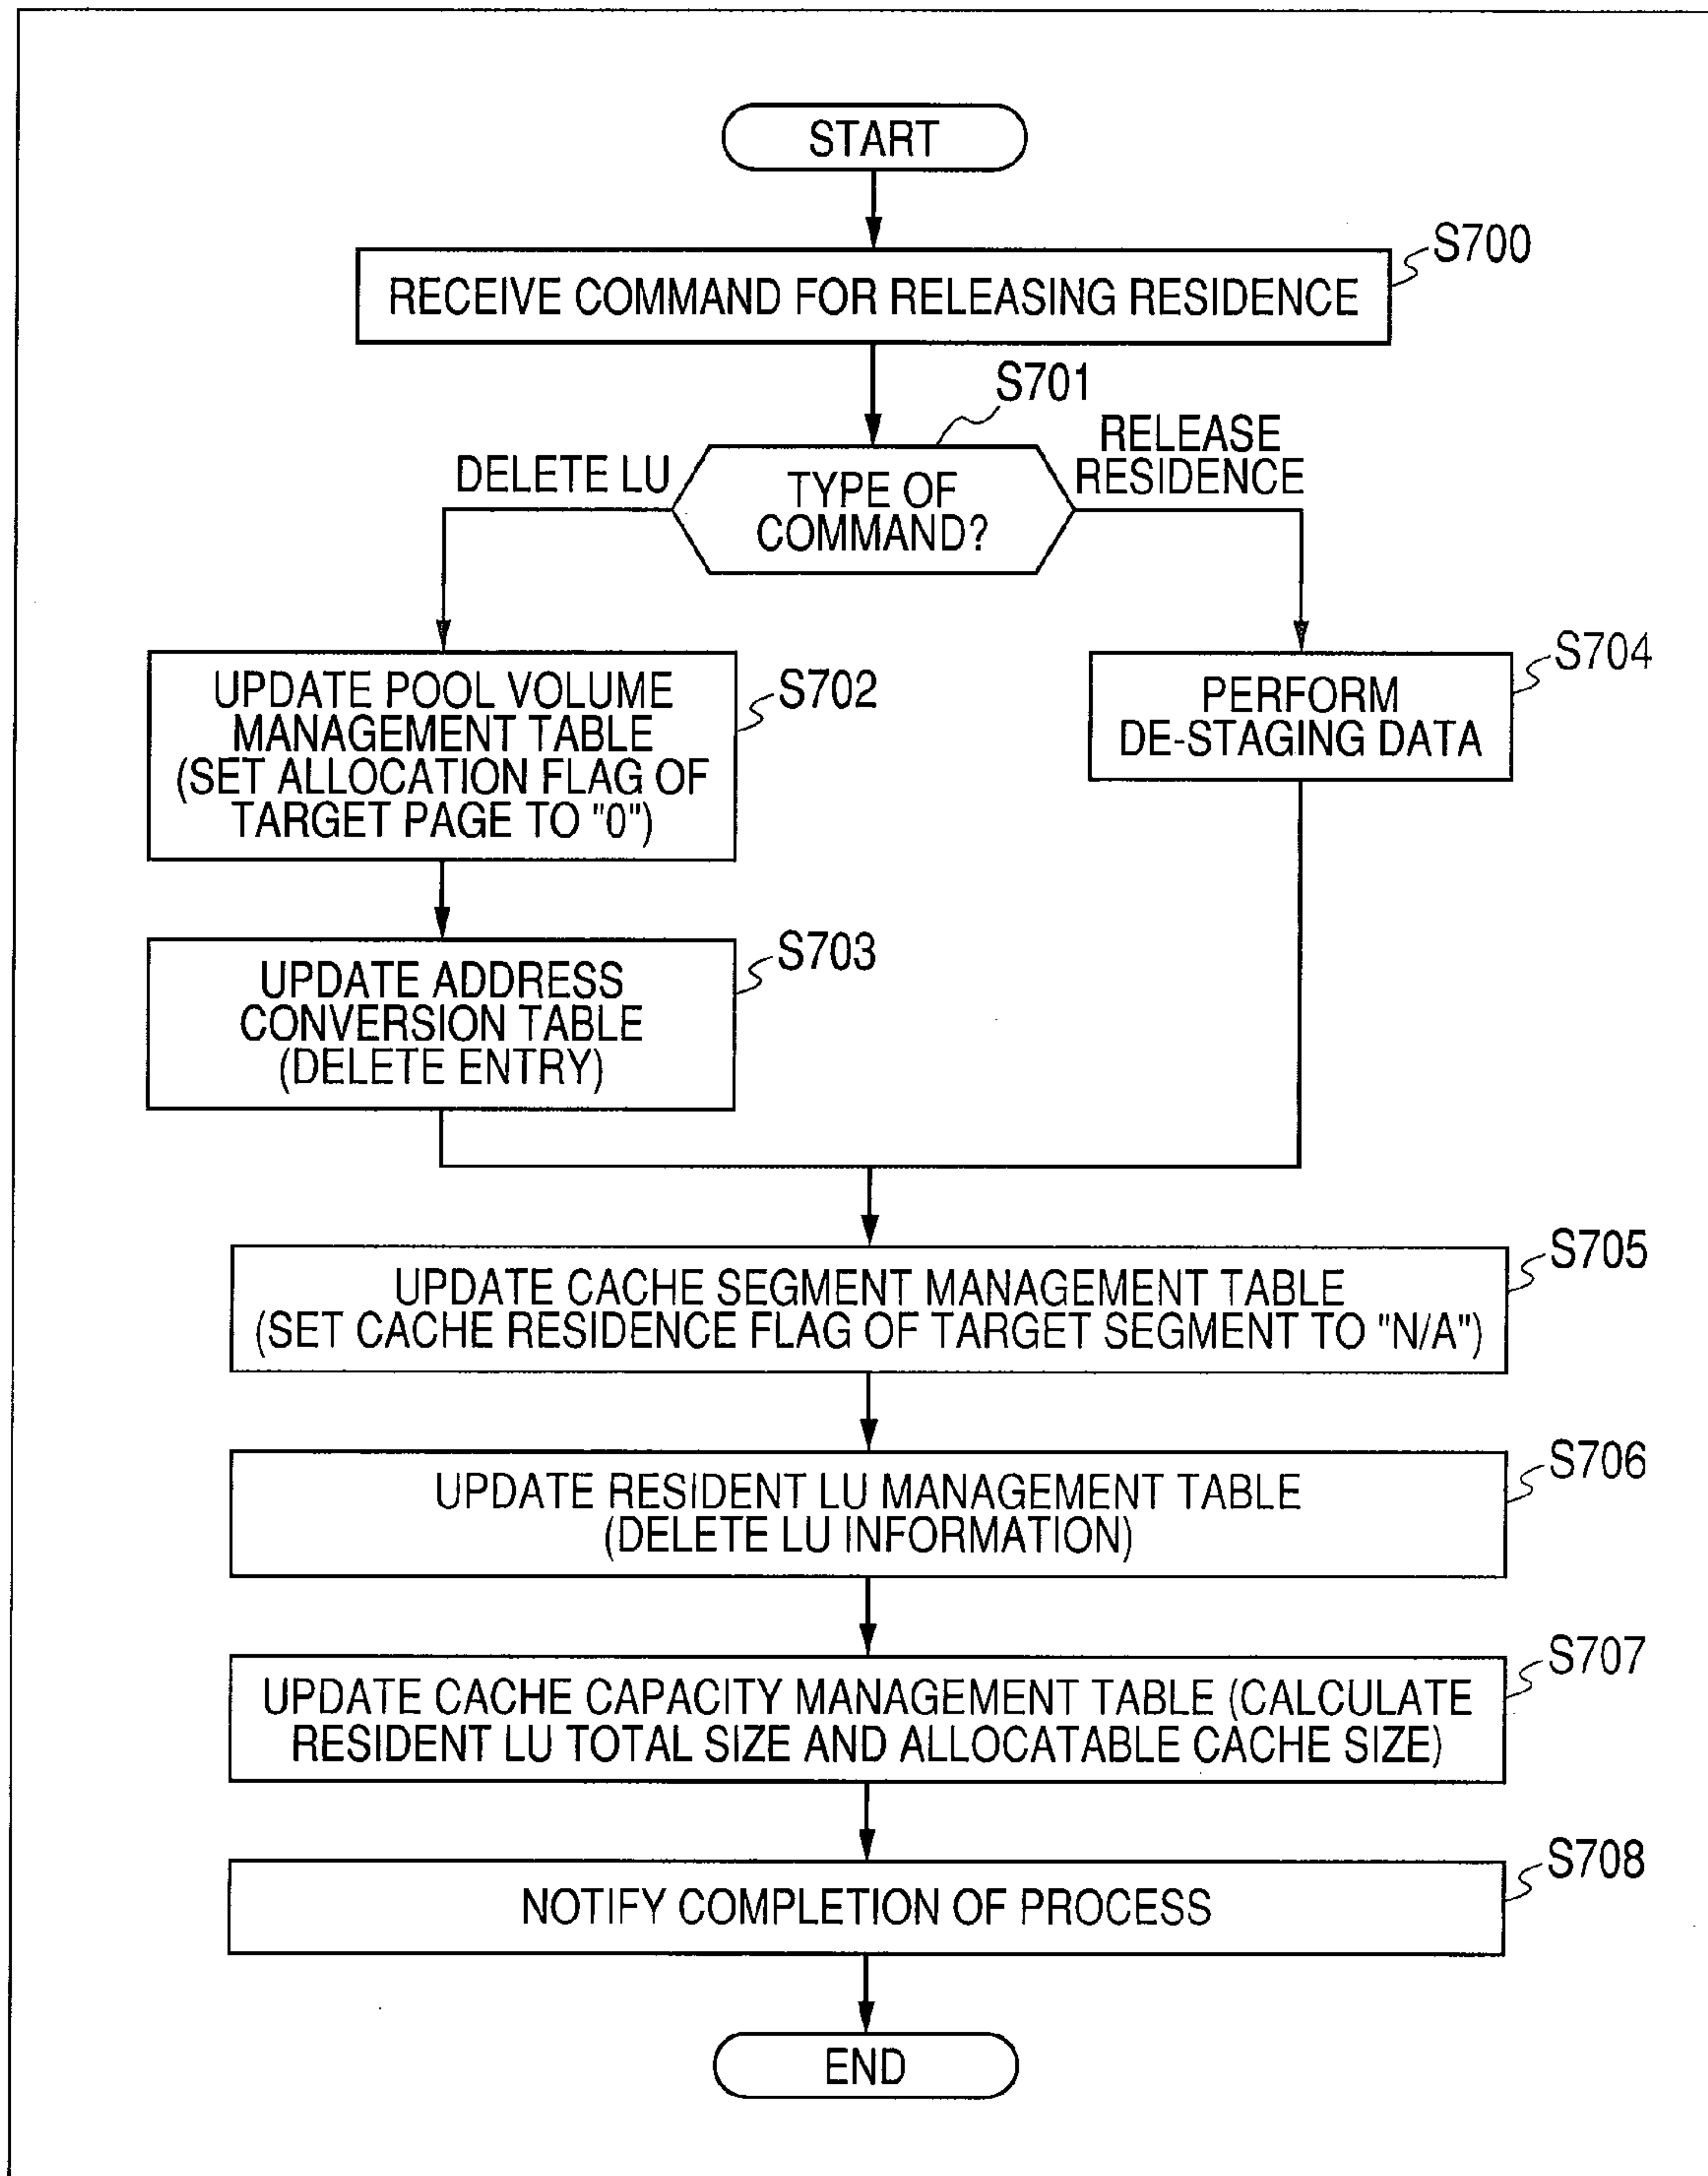 START
S700
RECEIVE COMMAND FOR RELEASING RESIDENCE
S701
DELETE LU
RELEASE
RESIDENCE
TYPE OF
COMMAND?
S702
UPDATE POOL VOLUME
MANAGEMENT TABLE
(SET ALLOCATION FLAG OF
TARGET PAGE TO "0")
S704
PERFORM
DE-STAGING DATA
S703
UPDATE ADDRESS
CONVERSION TABLE
(DELETE ENTRY)
S705
UPDATE CACHE SEGMENT MANAGEMENT TABLE
(SET CACHE RESIDENCE FLAG OF TARGET SEGMENT TO "N/A")
S706
UPDATE RESIDENT LU MANAGEMENT TABLE
(DELETE LU INFORMATION)
S707
UPDATE CACHE CAPACITY MANAGEMENT TABLE (CALCULATE
RESIDENT LU TOTAL SIZE AND ALLOCATABLE CACHE SIZE)
S708
NOTIFY COMPLETION OF PROCESS
END